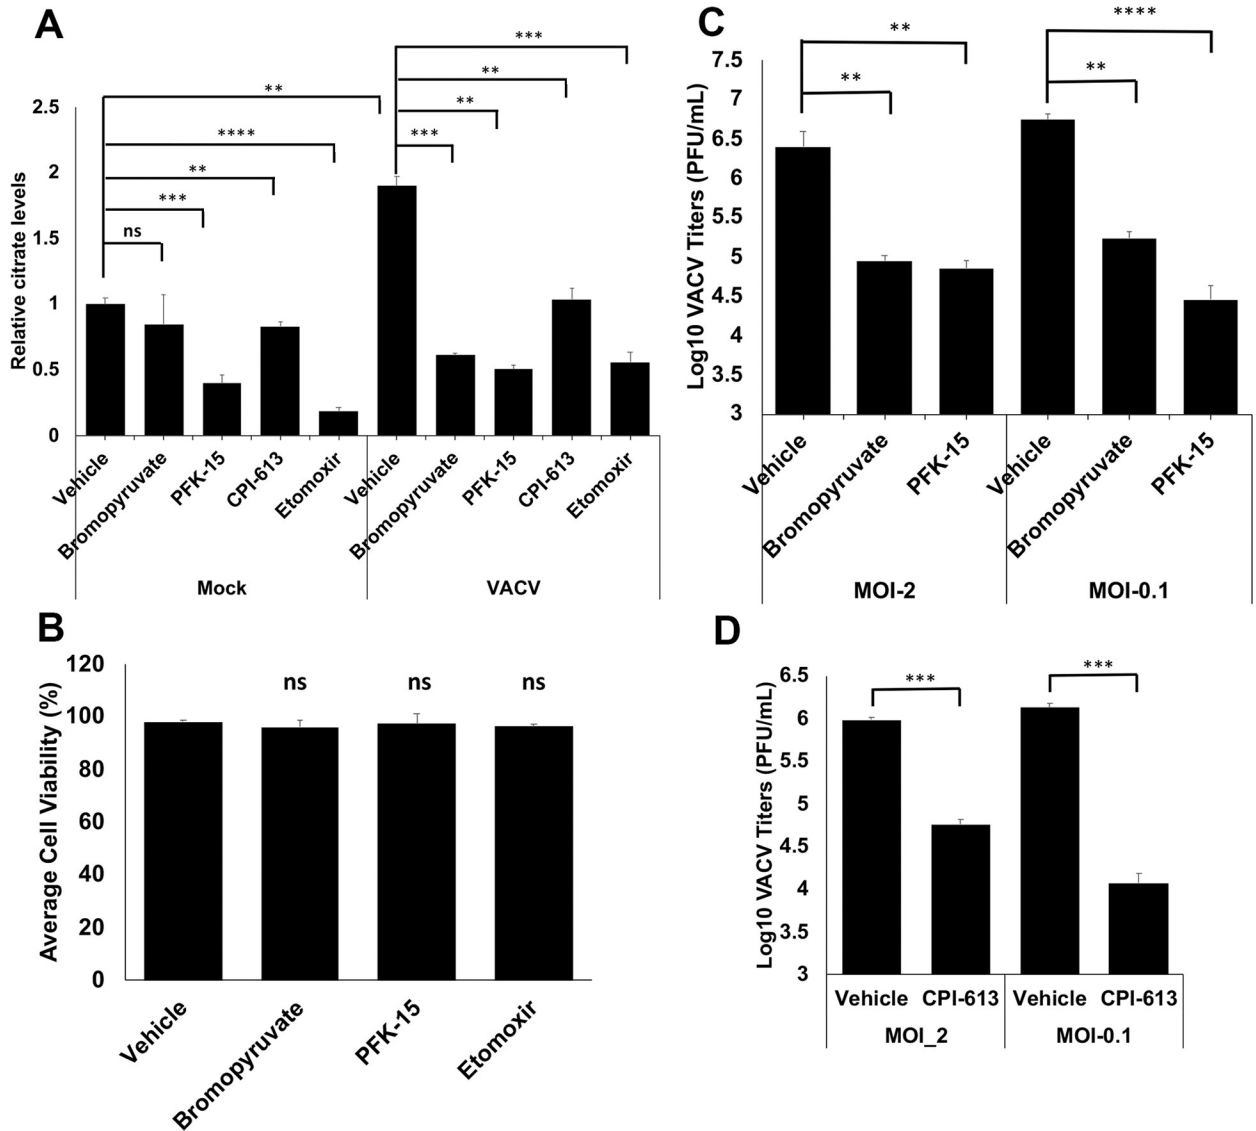 A
Relative citrate levels
2.5
2
1.5
1
0.5
0
ns
***
**
****
**
***
**
**
***
Vehicle
Bromopyruvate
PFK-15
CPI-613
Etomoxir
Vehicle
Bromopyruvate
PFK-15
CPI-613
Etomoxir
Mock
VACV
B
Average Cell Viability (%)
120
100
80
60
40
20
0
ns
ns
ns
Vehicle
Bromopyruvate
PFK-15
Etomoxir
C
Log10 VACV Titers (PFU/mL)
7.5
7
6.5
6
5.5
5
4.5
4
3.5
3
**
**
****
**
Vehicle
Bromopyruvate
PFK-15
Vehicle
Bromopyruvate
PFK-15
MOI-2
MOI-0.1
D
Log10 VACV Titers (PFU/mL)
6.5
6
5.5
5
4.5
4
3.5
3
***
***
Vehicle CPI-613 Vehicle CPI-613
MOI_2
MOI-0.1